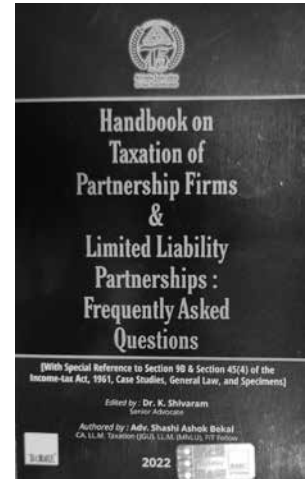 Handbook on
Taxation of
Partnership Firms
&
Limited Liability
Partnerships :
Frequently Asked
Questions
[With Special Reference to Section 9B & Section 45(4) of the
Income-tax Act, 1961, Case Studies, General Law, and Specimens]
Edited by : Dr. K. Shivaram
Senior Advocate
Authored by : Adv. Shashi Ashok Bekal
CA, LL.M. Taxation (JGU), LL.M. (MNLU), FIT Fellow
2022